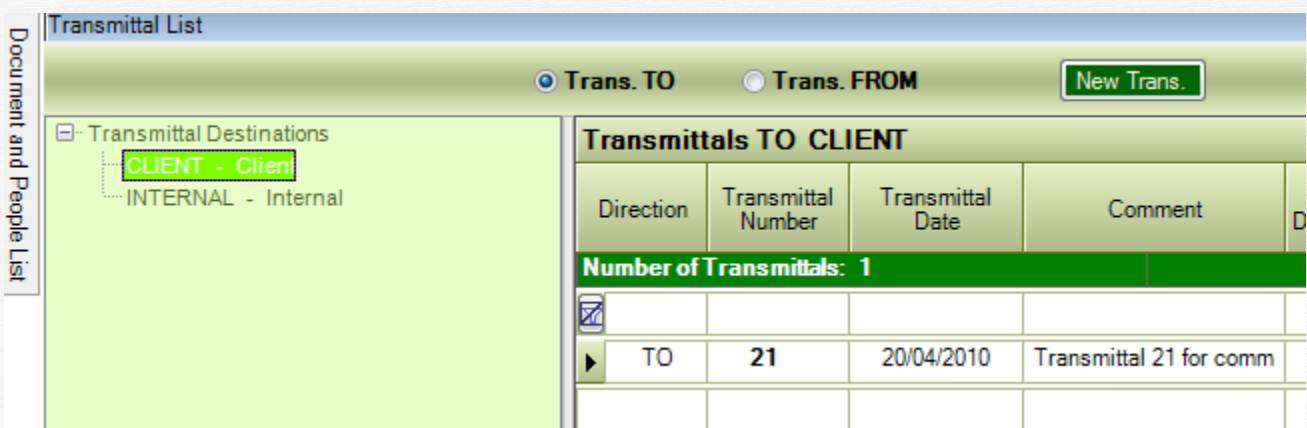 Transmittal List
Document and People List
Trans. TO Trans. FROM New Trans.
Transmittal Destinations
CLIENT - Client
INTERNAL - Internal
Transmittals TO CLIENT
Direction Transmittal Number Transmittal Date Comment D
Number of Transmittals: 1
TO 21 20/04/2010 Transmittal 21 for comm